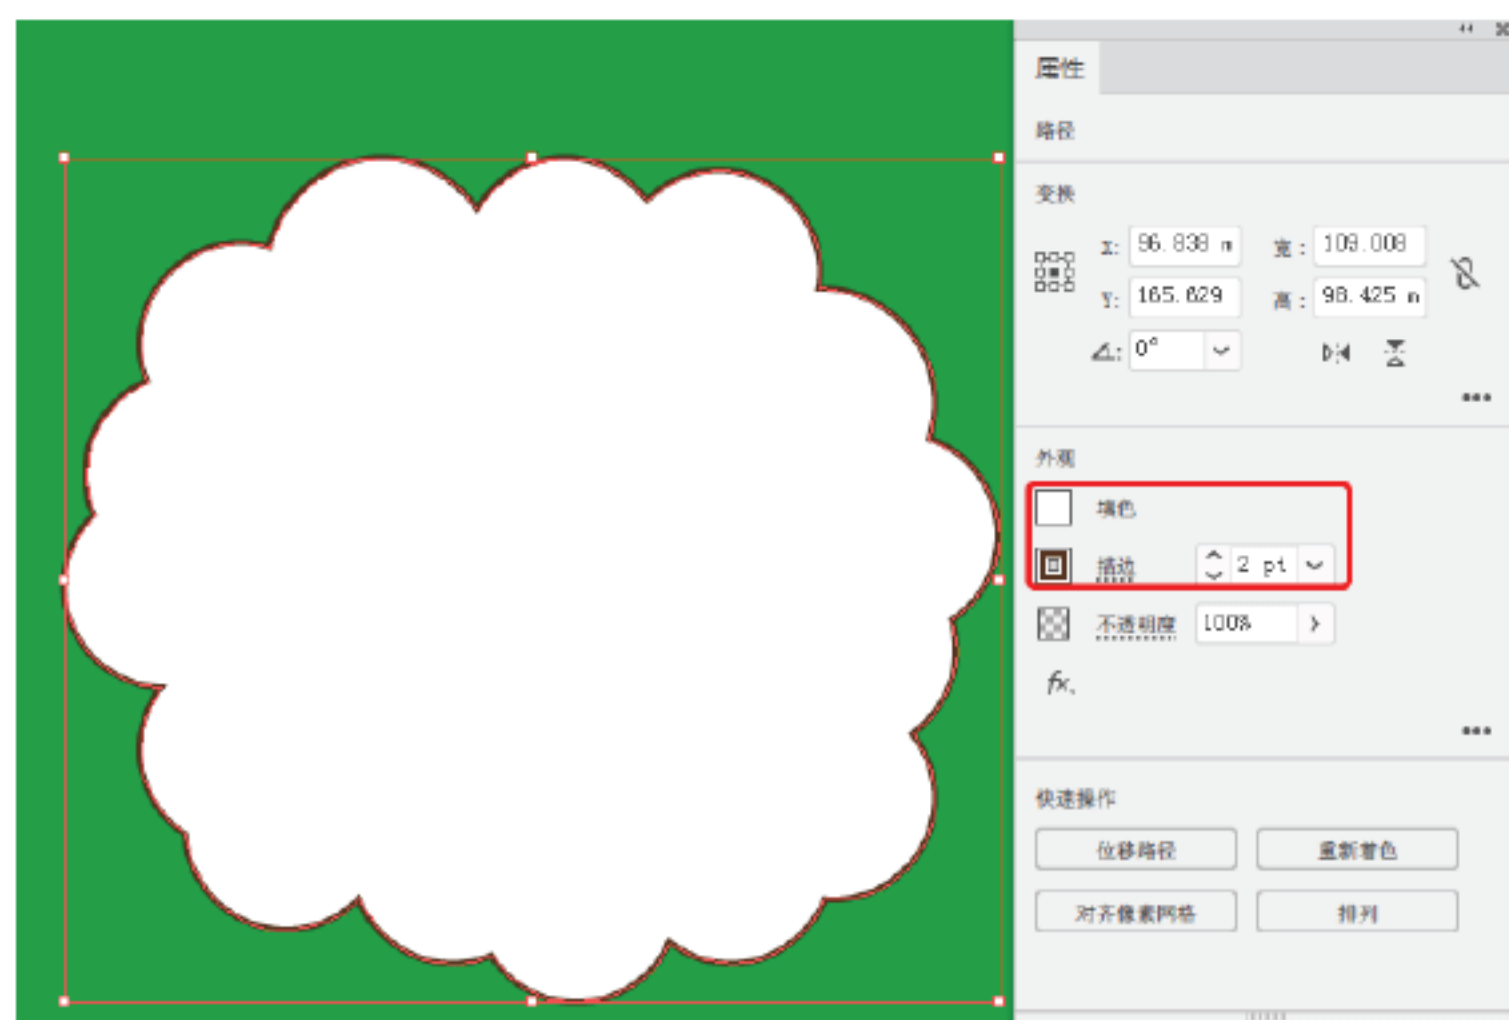 属性
路径
变换
X: 96.838 m 宽: 109.008
Y: 165.629 高: 98.425 m
0°
外观
填色
描边 2 pt
不透明度 100%
fx.
快速操作
位移路径 重新着色
对齐像素网格 排列